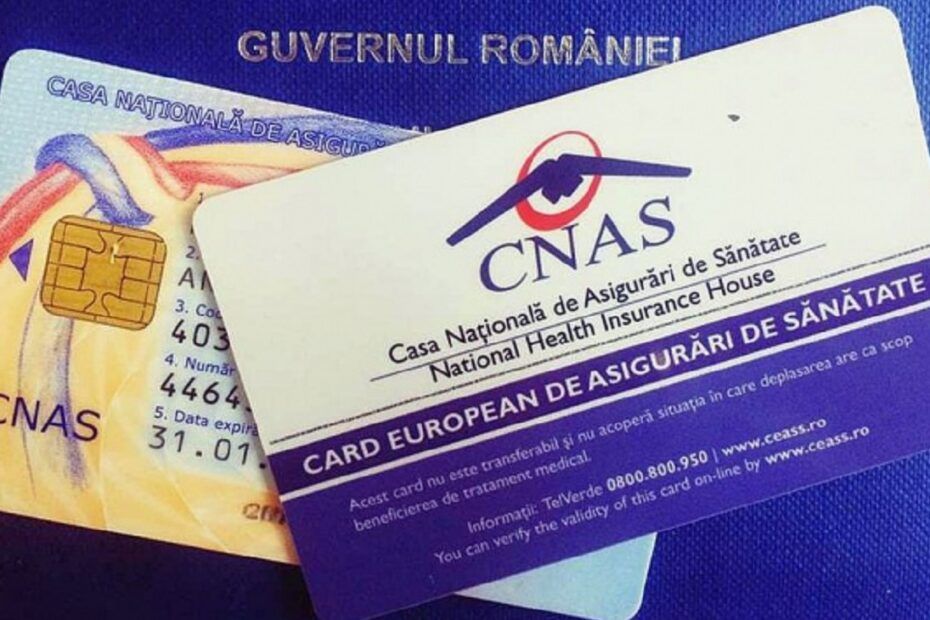 GUVERNUL ROMÂNIEI
CASA NAȚIONALĂ DE
2.
3.
403
4. Număr
4464
5. Data
31.01.
CNAS
CNAS
Casa Națională de Asigurări de Sănătate
National Health Insurance House
CARD EUROPEAN DE ASIGURĂRI DE SĂNĂTATE
Acest card nu este transferabil și nu acoperă situația în care deplasarea are ca scop
beneficierea de tratament medical.
Informații: TelVerde 0800.800.950 | www.ceass.ro
You can verify the validity of this card on-line by www.ceass.ro